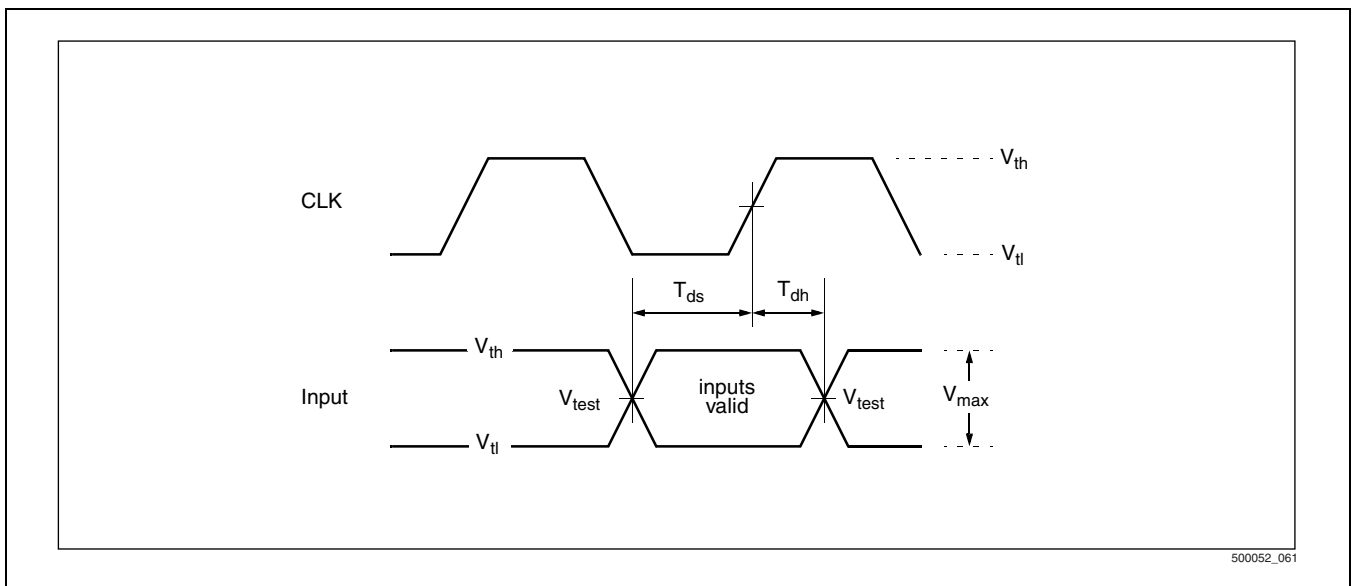 V_th
CLK
V_tl
T_ds T_dh
V_th
Input V_test inputs valid V_test V_max
V_tl
500052_061